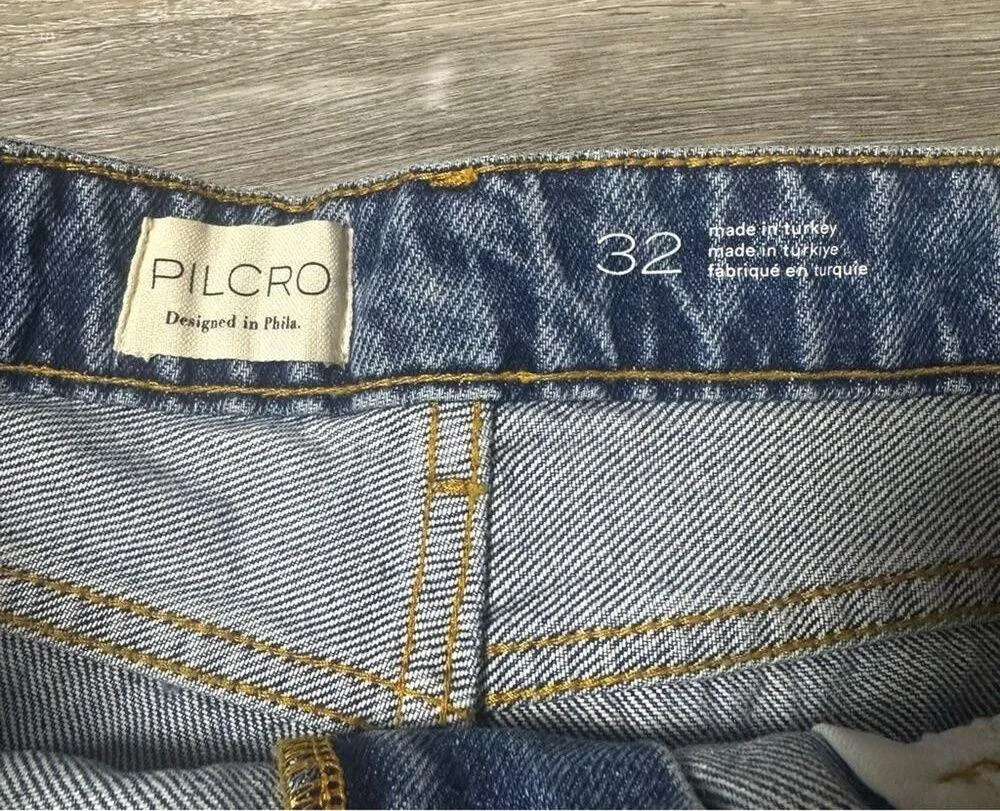 PILCRO
Designed in Phila.
32
made in turkey
made in türkiye
fabriqué en turquie